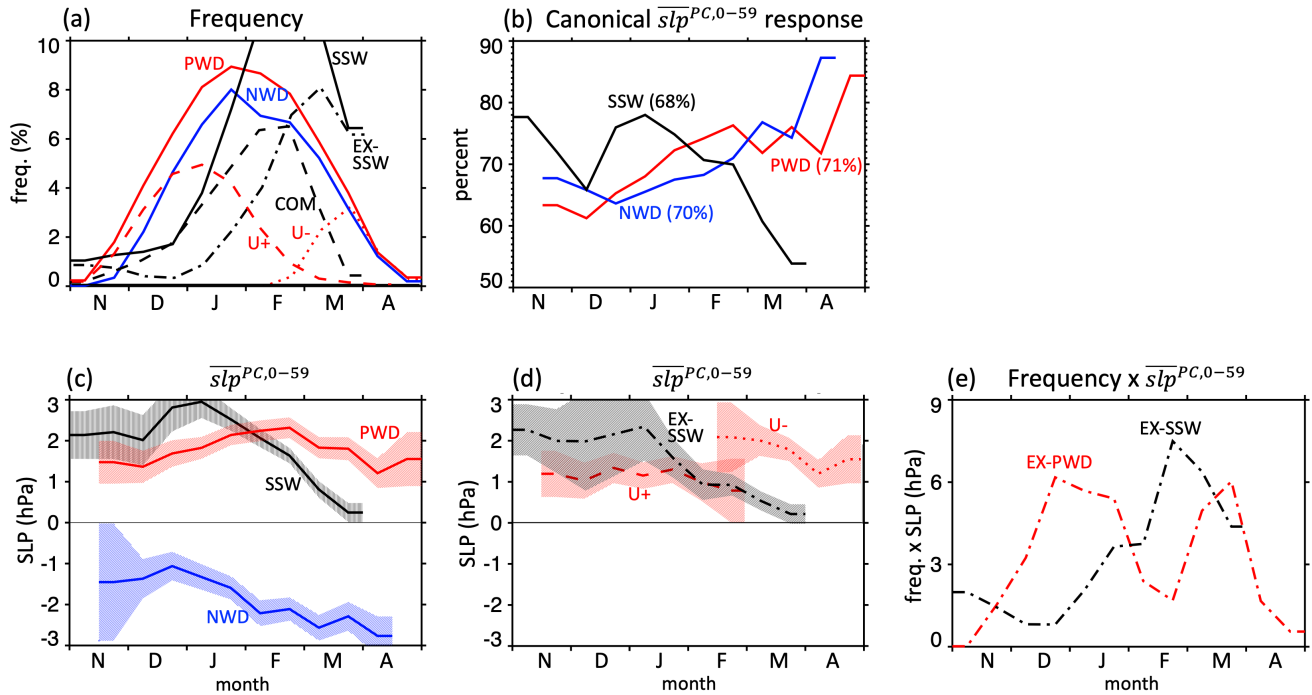 (a) Frequency
10
8
6
4
2
0
freq. (%)
PWD
NWD
SSW
EX-
SSW
COM
U+
U-
N D J F M A
(b) Canonical slp^PC,0−59 response
90
80
70
60
50
percent
SSW (68%)
PWD (71%)
NWD (70%)
N D J F M A
(c) slp^PC,0−59
3
2
1
0
-1
-2
-3
SLP (hPa)
PWD
SSW
NWD
N D J F M A
month
(d) slp^PC,0−59
3
2
1
0
-1
-2
-3
SLP (hPa)
EX-
SSW
U-
U+
N D J F M A
month
(e) Frequency x slp^PC,0−59
9
6
3
0
freq. x SLP (hPa)
EX-SSW
EX-PWD
N D J F M A
month